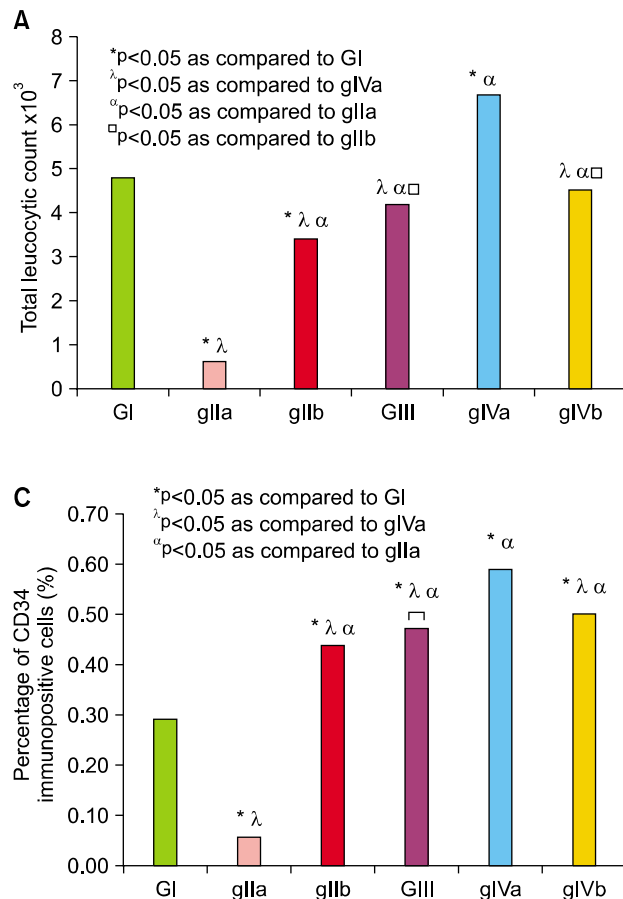 A
*p<0.05 as compared to GI
λp<0.05 as compared to gIVa
αp<0.05 as compared to gIIa
□p<0.05 as compared to gIIb
Total leucocytic count x10³
8
7
6
5
4
3
2
1
0
* λ
* λ α
λ α□
* α
λ α□
GI gIIa gIIb GIII gIVa gIVb
C
*p<0.05 as compared to GI
λp<0.05 as compared to gIVa
αp<0.05 as compared to gIIa
Percentage of CD34
immunopositive cells (%)
0.70
0.60
0.50
0.40
0.30
0.20
0.10
0.00
* λ
* λ α
* λ α
* α
* λ α
GI gIIa gIIb GIII gIVa gIVb